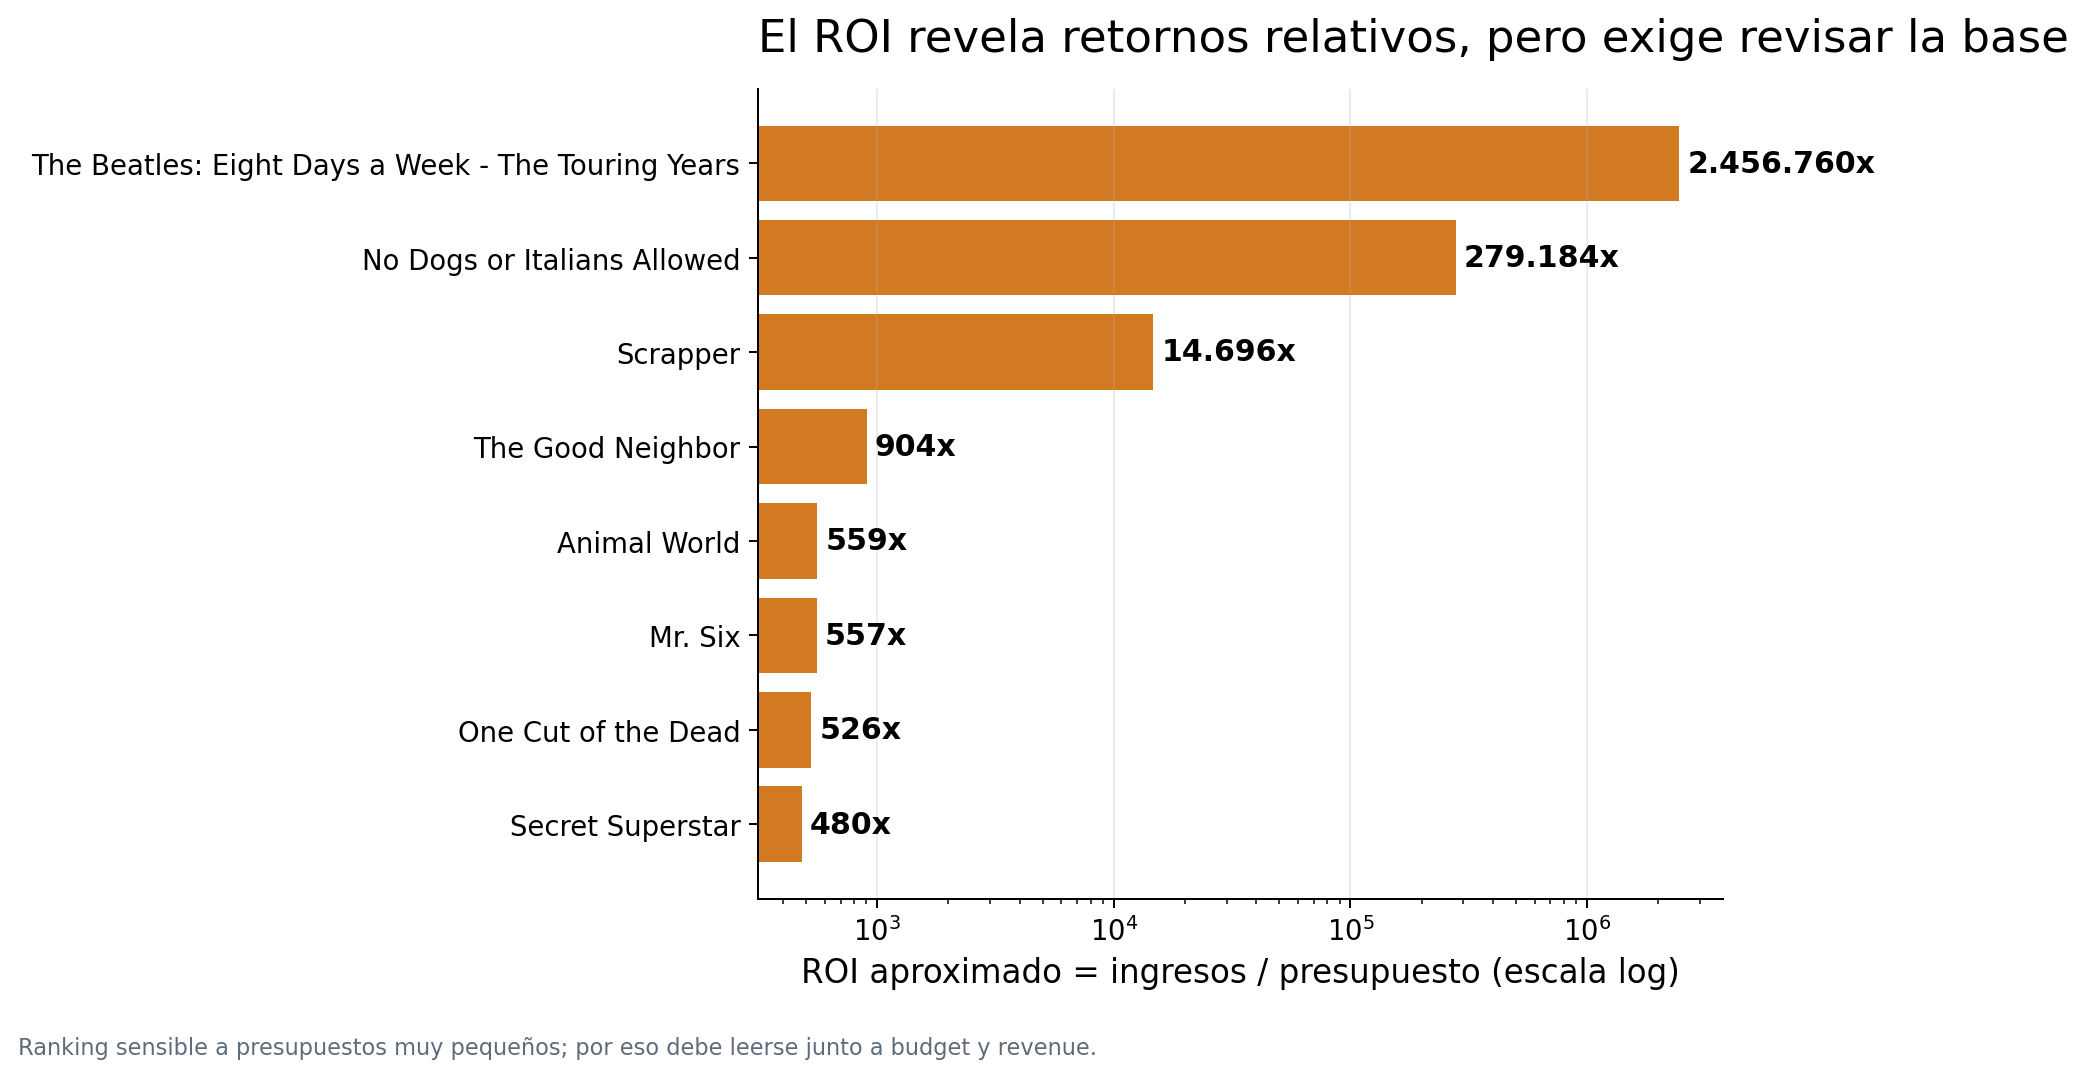 El ROI revela retornos relativos, pero exige revisar la base
The Beatles: Eight Days a Week - The Touring Years
2.456.760x
No Dogs or Italians Allowed
279.184x
Scrapper
14.696x
The Good Neighbor
904x
Animal World
559x
Mr. Six
557x
One Cut of the Dead
526x
Secret Superstar
480x
10³ 10⁴ 10⁵ 10⁶
ROI aproximado = ingresos / presupuesto (escala log)
Ranking sensible a presupuestos muy pequeños; por eso debe leerse junto a budget y revenue.